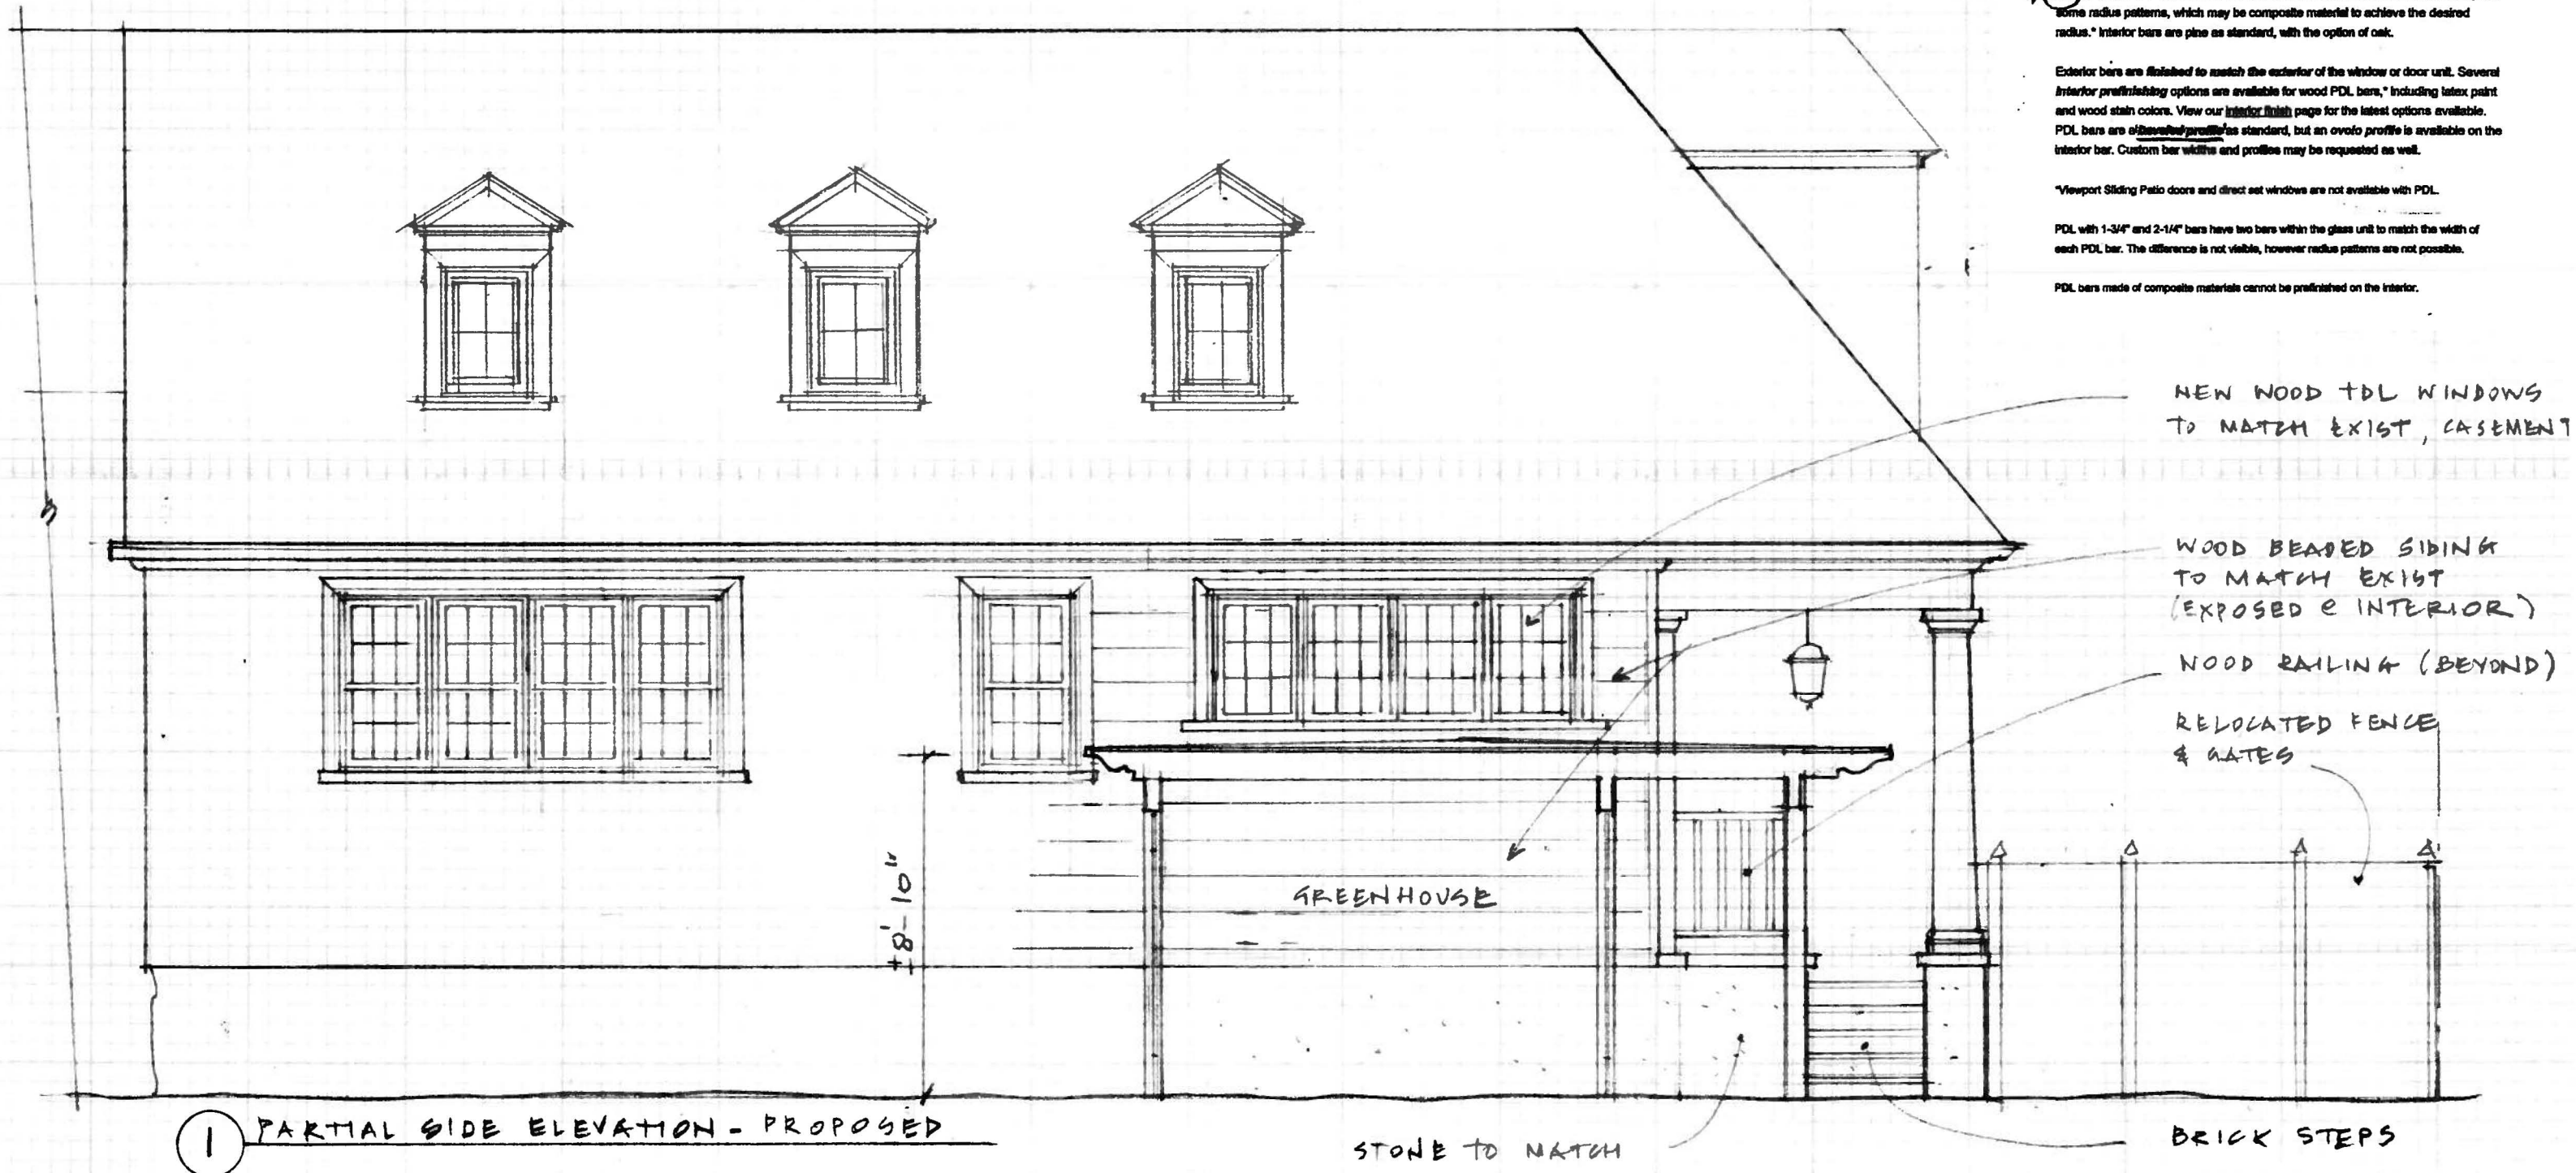 some radius patterns, which may be composite material to achieve the desired
radius.* Interior bars are pine as standard, with the option of oak.
Exterior bars are finished to match the exterior of the window or door unit. Several
interior prefinishing options are available for wood PDL bars,* including latex paint
and wood stain colors. View our interior finish page for the latest options available.
PDL bars are a beveled profile as standard, but an ovolo profile is available on the
interior bar. Custom bar widths and profiles may be requested as well.
*Viewport Sliding Patio doors and direct set windows are not available with PDL.
PDL with 1-3/4" and 2-1/4" bars have two bars within the glass unit to match the width of
each PDL bar. The difference is not visible, however radius patterns are not possible.
PDL bars made of composite materials cannot be prefinished on the interior.
NEW WOOD TDL WINDOWS
TO MATCH EXIST, CASEMENT
WOOD BEADED SIDING
TO MATCH EXIST
(EXPOSED @ INTERIOR)
WOOD RAILING (BEYOND)
RELOCATED FENCE
& GATES
±8'-10"
GREENHOUSE
1 PARTIAL SIDE ELEVATION - PROPOSED
STONE TO MATCH
BRICK STEPS